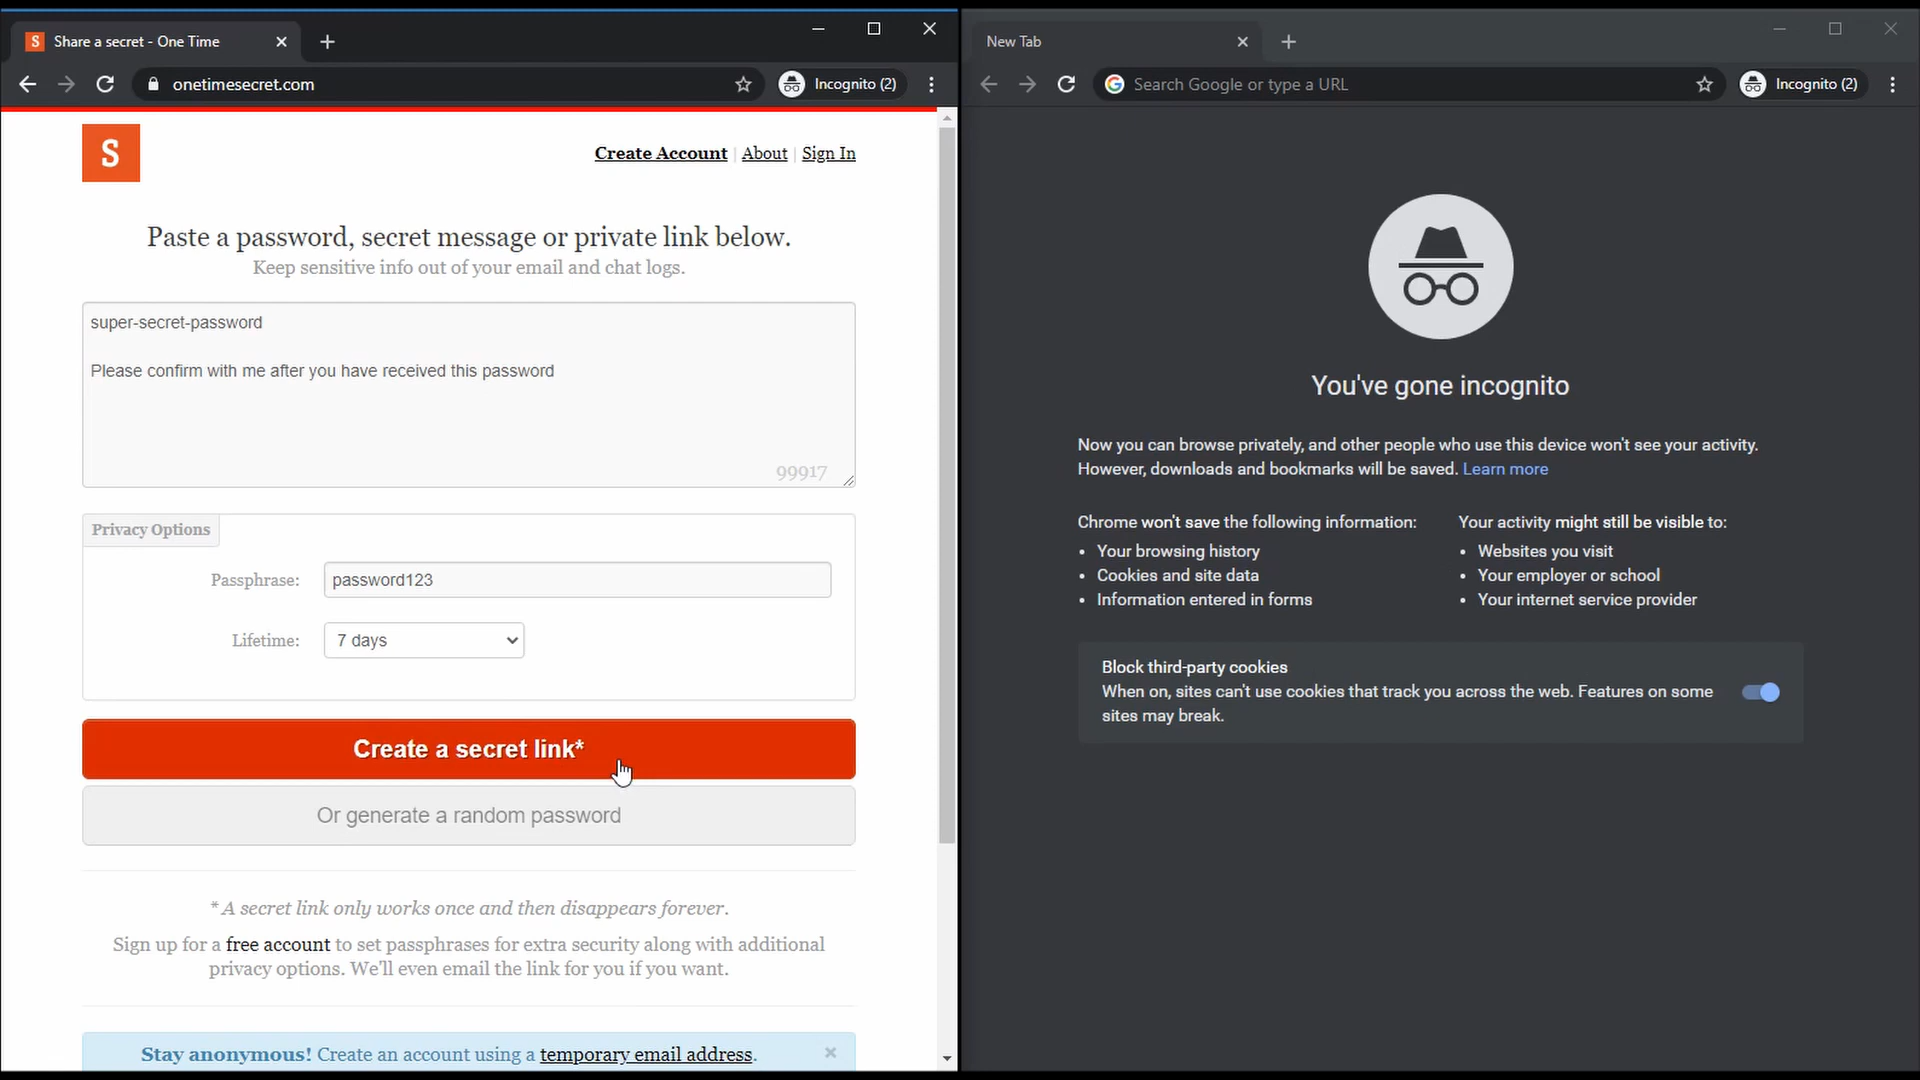 S Share a secret - One Time
onetimesecret.com
Incognito (2)
S
Create Account | About | Sign In
Paste a password, secret message or private link below.
Keep sensitive info out of your email and chat logs.
super-secret-password
Please confirm with me after you have received this password
99917
Privacy Options
Passphrase: password123
Lifetime: 7 days
Create a secret link*
Or generate a random password
* A secret link only works once and then disappears forever.
Sign up for a free account to set passphrases for extra security along with additional
privacy options. We'll even email the link for you if you want.
Stay anonymous! Create an account using a temporary email address.
New Tab
G Search Google or type a URL
Incognito (2)
You've gone incognito
Now you can browse privately, and other people who use this device won't see your activity.
However, downloads and bookmarks will be saved. Learn more
Chrome won't save the following information:
• Your browsing history
• Cookies and site data
• Information entered in forms
Your activity might still be visible to:
• Websites you visit
• Your employer or school
• Your internet service provider
Block third-party cookies
When on, sites can't use cookies that track you across the web. Features on some
sites may break.